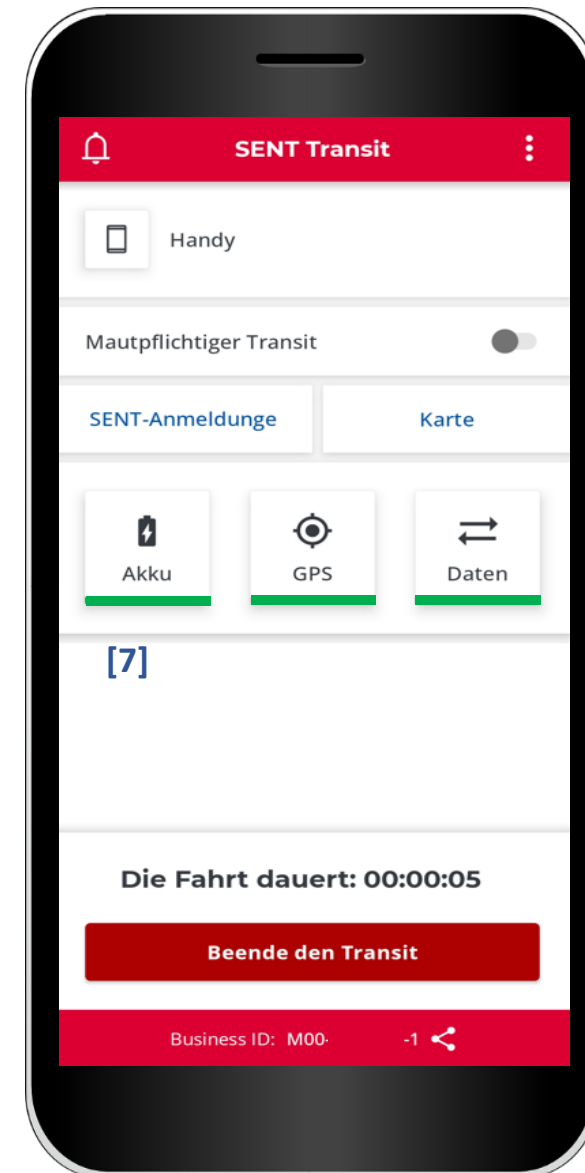 SENT Transit
Handy
Mautpflichtiger Transit
SENT-Anmeldunge Karte
Akku GPS Daten
[7]
Die Fahrt dauert: 00:00:05
Beende den Transit
Business ID: M00- -1